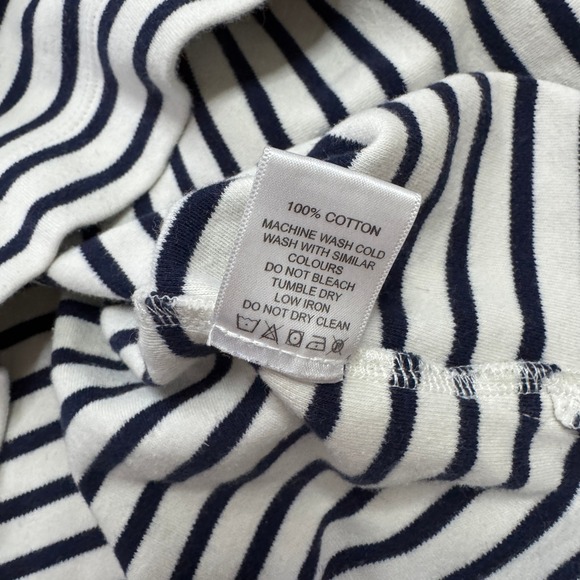 100% COTTON
MACHINE WASH COLD
WASH WITH SIMILAR
COLOURS
DO NOT BLEACH
TUMBLE DRY
LOW IRON
DO NOT DRY CLEAN